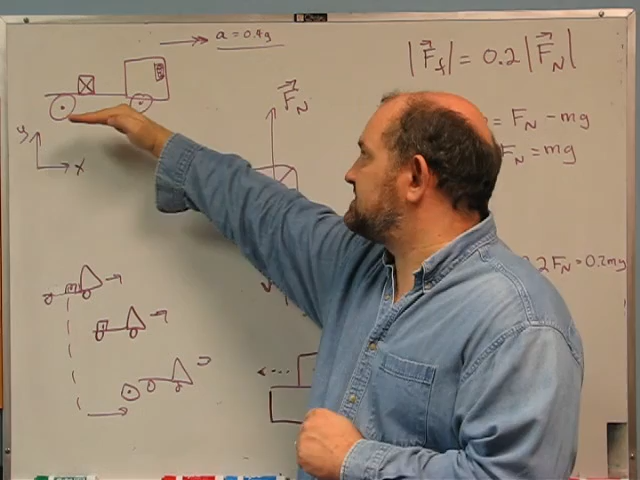 a = 0.4g
|F⃗f| = 0.2 |F⃗N|
F⃗N
= FN − mg
FN = mg
y
x
2 FN = 0.2mg